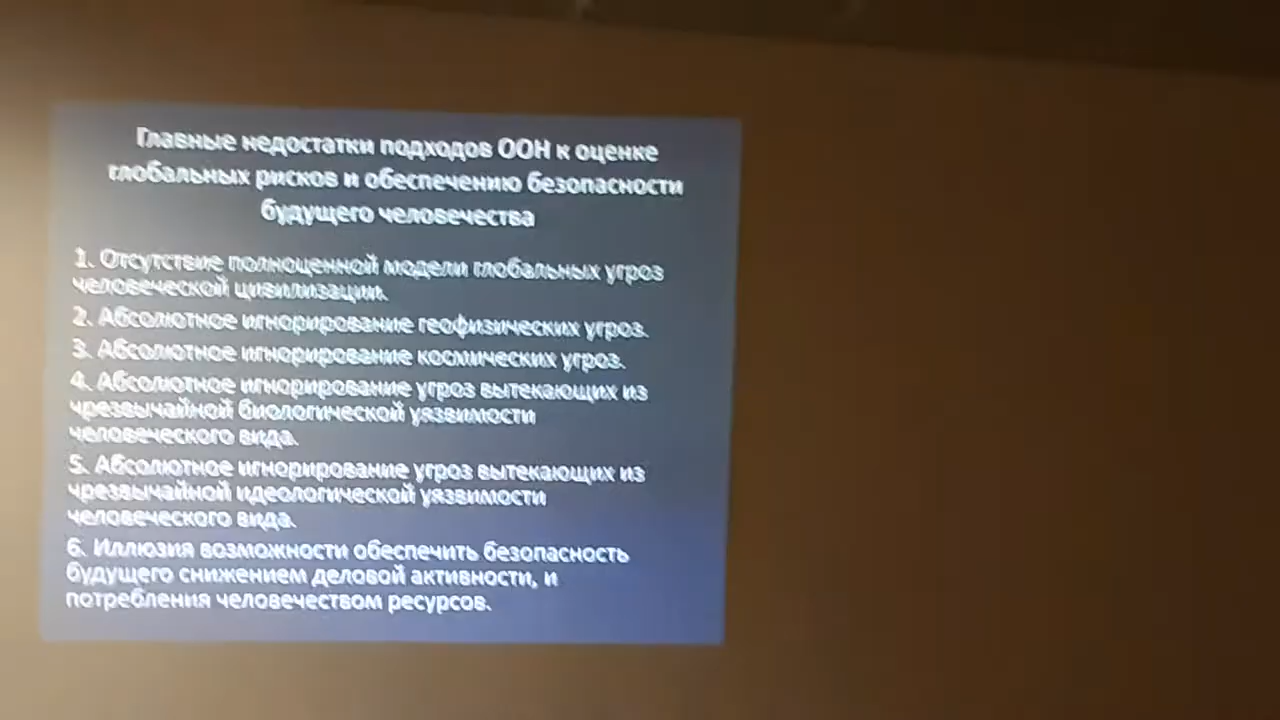 Главные недостатки подходов ООН к оценке
глобальных рисков и обеспечению безопасности
будущего человечества
1. Отсутствие полноценной модели глобальных угроз
человеческой цивилизации.
2. Абсолютное игнорирование геофизических угроз.
3. Абсолютное игнорирование космических угроз.
4. Абсолютное игнорирование угроз вытекающих из
чрезвычайной биологической уязвимости
человеческого вида.
5. Абсолютное игнорирование угроз вытекающих из
чрезвычайной идеологической уязвимости
человеческого вида.
6. Иллюзия возможности обеспечить безопасность
будущего снижением деловой активности, и
потребления человечеством ресурсов.